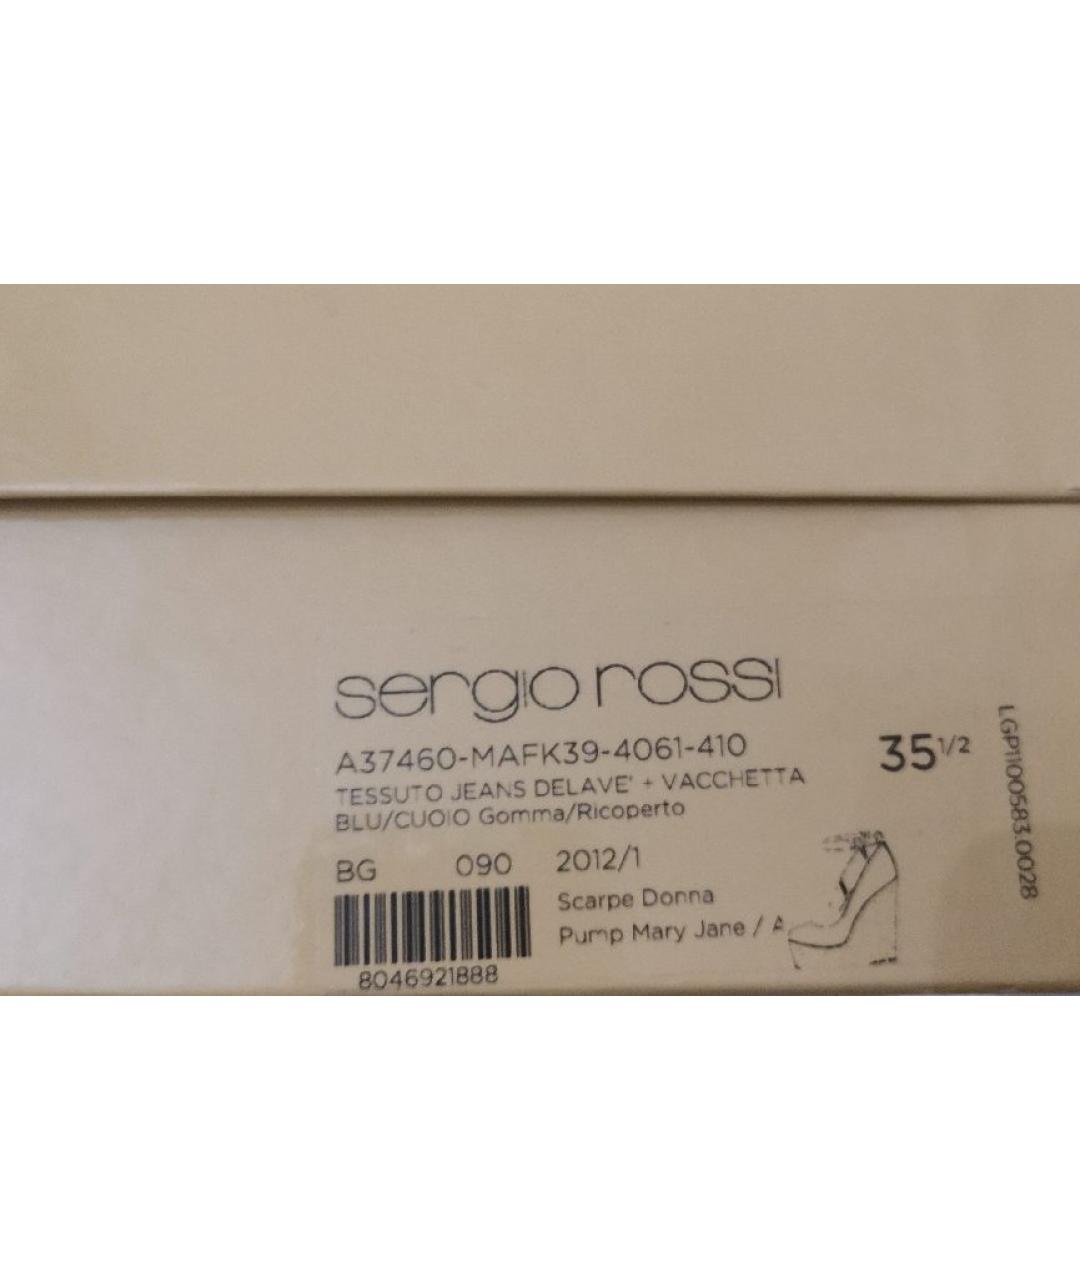 sergio rossi
A37460-MAFK39-4061-410
35 1/2
TESSUTO JEANS DELAVE' + VACCHETTA
BLU/CUOIO Gomma/Ricoperto
BG 090 2012/1
Scarpe Donna
Pump Mary Jane / A
8046921888
LGP1100583.0028